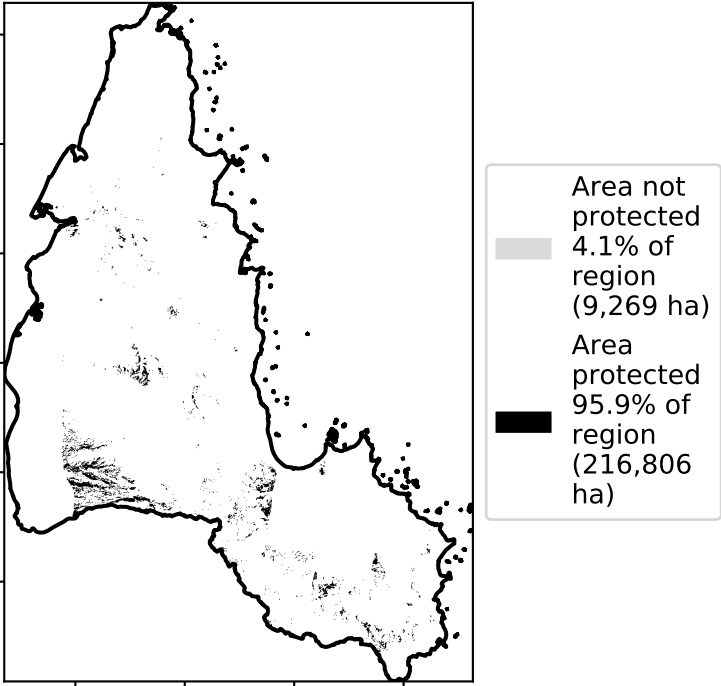 Area not
protected
4.1% of
region
(9,269 ha)
Area
protected
95.9% of
region
(216,806
ha)